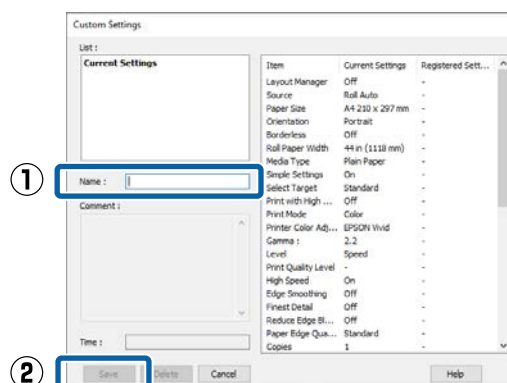 Custom Settings
List :
Current Settings
Item Current Settings Registered Sett...
Layout Manager Off -
Source Roll Auto -
Paper Size A4 210 x 297 mm -
Orientation Portrait -
Borderless Off -
Roll Paper Width 44 in (1118 mm) -
Media Type Plain Paper -
Simple Settings On -
Select Target Standard -
Print with High ... Off -
Print Mode Color -
Printer Color Adj... EPSON Vivid -
Gamma : 2.2 -
Level Speed -
Print Quality Level - -
High Speed On -
Edge Smoothing Off -
Finest Detail Off -
Reduce Edge Bl... Off -
Paper Edge Qua... Standard -
Copies 1 -
① Name :
Comment :
Time :
② Save Delete Cancel Help